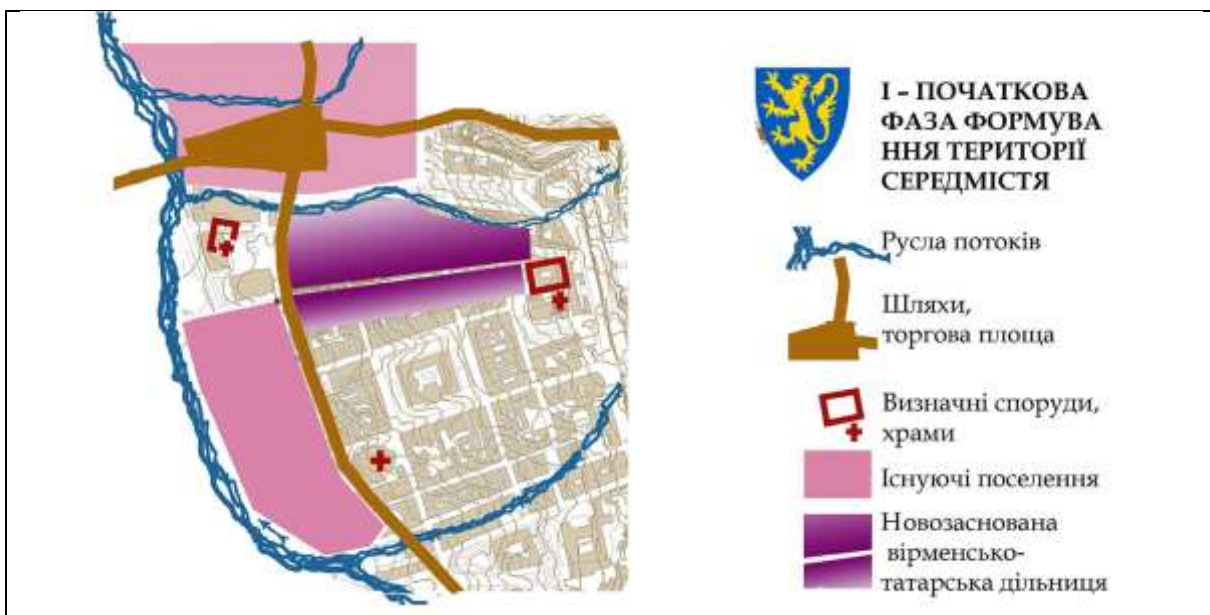 І – ПОЧАТКОВА
ФАЗА ФОРМУВА
ННЯ ТЕРИТОРІЇ
СЕРЕДМІСТЯ
Русла потоків
Шляхи,
торгова площа
Визначні споруди,
храми
Існуючі поселення
Новозаснована
вірменсько-
татарська дільниця